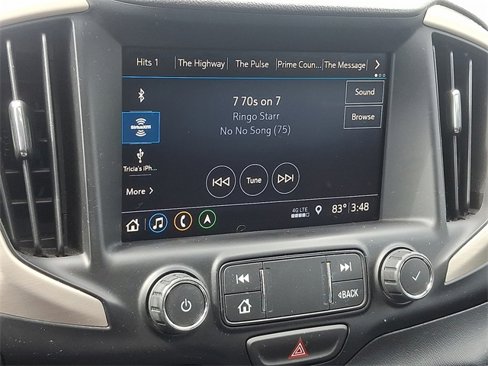 Hits 1 The Highway The Pulse Prime Coun... The Message
7 70s on 7
Sound
Ringo Starr
Browse
SiriusXM
No No Song (75)
Tricia's iPh...
More
Tune
4G LTE
83° 3:48
BACK